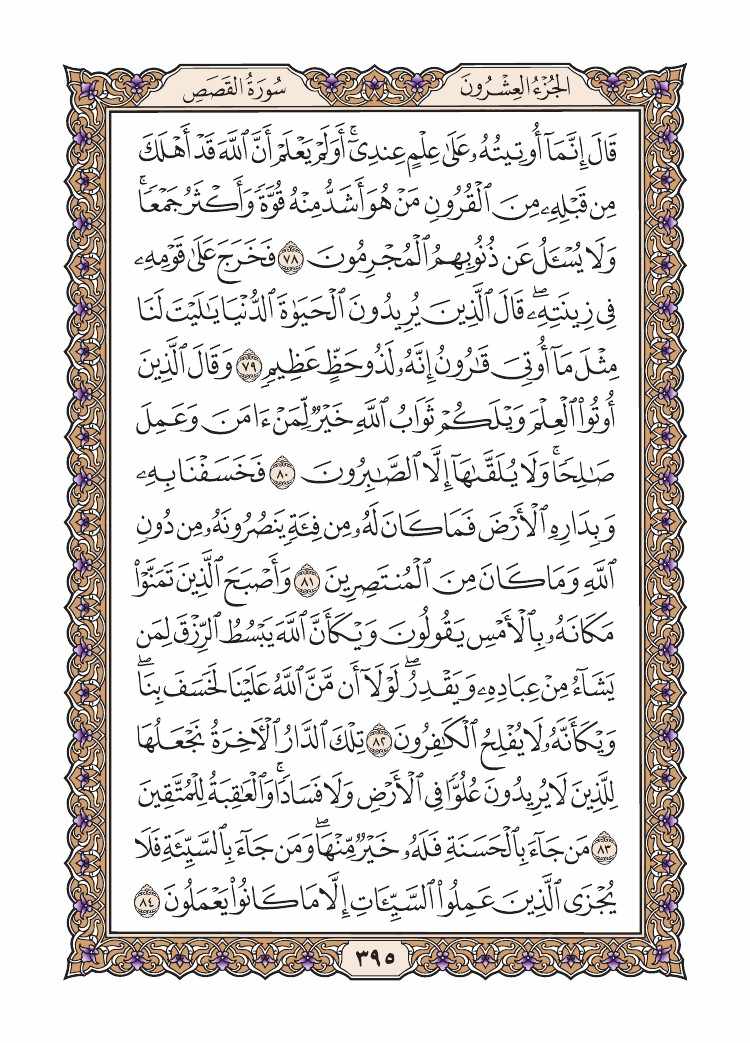 الجُزْءُ العِشْرُونَ
سُورَةُ القَصَصِ
قَالَ إِنَّمَآ أُوتِيتُهُۥ عَلَىٰ عِلْمٍ عِندِيٓۚ أَوَلَمْ يَعْلَمْ أَنَّ ٱللَّهَ قَدْ أَهْلَكَ
مِن قَبْلِهِۦ مِنَ ٱلْقُرُونِ مَنْ هُوَ أَشَدُّ مِنْهُ قُوَّةً وَأَكْثَرُ جَمْعًاۚ
وَلَا يُسْـَٔلُ عَن ذُنُوبِهِمُ ٱلْمُجْرِمُونَ ٧٨ فَخَرَجَ عَلَىٰ قَوْمِهِۦ
فِي زِينَتِهِۦۖ قَالَ ٱلَّذِينَ يُرِيدُونَ ٱلْحَيَوٰةَ ٱلدُّنْيَا يَٰلَيْتَ لَنَا
مِثْلَ مَآ أُوتِيَ قَٰرُونُ إِنَّهُۥ لَذُو حَظٍّ عَظِيمٍ ٧٩ وَقَالَ ٱلَّذِينَ
أُوتُوا۟ ٱلْعِلْمَ وَيْلَكُمْ ثَوَابُ ٱللَّهِ خَيْرٌ لِّمَنْ ءَامَنَ وَعَمِلَ
صَٰلِحًاۚ وَلَا يُلَقَّىٰهَآ إِلَّا ٱلصَّٰبِرُونَ ٨٠ فَخَسَفْنَا بِهِۦ
وَبِدَارِهِ ٱلْأَرْضَ فَمَا كَانَ لَهُۥ مِن فِئَةٍ يَنصُرُونَهُۥ مِن دُونِ
ٱللَّهِ وَمَا كَانَ مِنَ ٱلْمُنتَصِرِينَ ٨١ وَأَصْبَحَ ٱلَّذِينَ تَمَنَّوْا۟
مَكَانَهُۥ بِٱلْأَمْسِ يَقُولُونَ وَيْكَأَنَّ ٱللَّهَ يَبْسُطُ ٱلرِّزْقَ لِمَن
يَشَآءُ مِنْ عِبَادِهِۦ وَيَقْدِرُۖ لَوْلَآ أَن مَّنَّ ٱللَّهُ عَلَيْنَا لَخَسَفَ بِنَاۖ
وَيْكَأَنَّهُۥ لَا يُفْلِحُ ٱلْكَٰفِرُونَ ٨٢ تِلْكَ ٱلدَّارُ ٱلْأٓخِرَةُ نَجْعَلُهَا
لِلَّذِينَ لَا يُرِيدُونَ عُلُوًّا فِي ٱلْأَرْضِ وَلَا فَسَادًاۚ وَٱلْعَٰقِبَةُ لِلْمُتَّقِينَ
٨٣ مَن جَآءَ بِٱلْحَسَنَةِ فَلَهُۥ خَيْرٌ مِّنْهَاۖ وَمَن جَآءَ بِٱلسَّيِّئَةِ فَلَا
يُجْزَى ٱلَّذِينَ عَمِلُوا۟ ٱلسَّيِّـَٔاتِ إِلَّا مَا كَانُوا۟ يَعْمَلُونَ ٨٤
٣٩٥